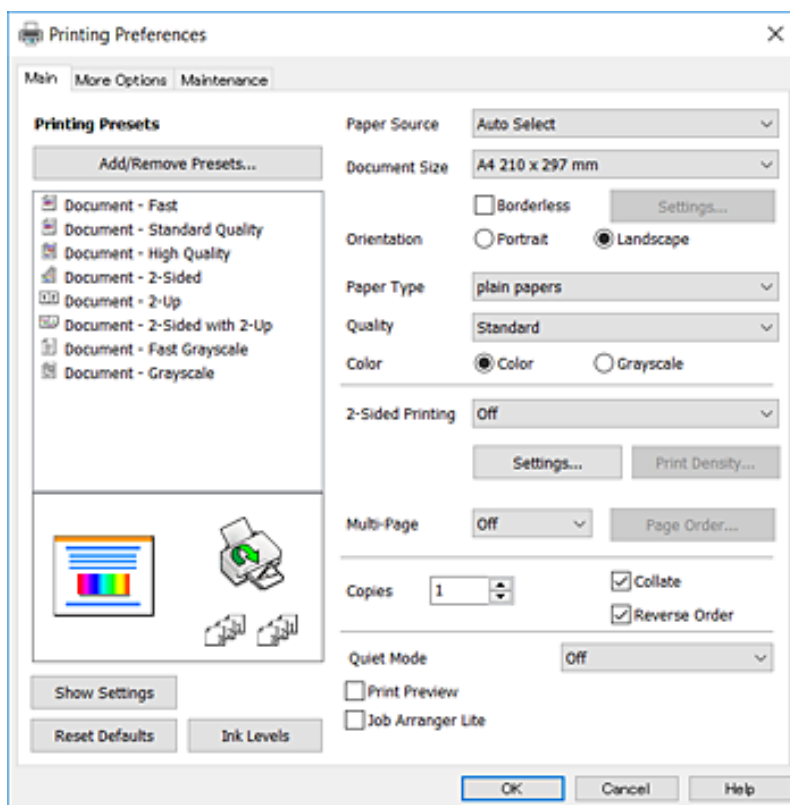 Printing Preferences
Main More Options Maintenance
Printing Presets
Add/Remove Presets...
Document - Fast
Document - Standard Quality
Document - High Quality
Document - 2-Sided
Document - 2-Up
Document - 2-Sided with 2-Up
Document - Fast Grayscale
Document - Grayscale
Show Settings
Reset Defaults Ink Levels
Paper Source Auto Select
Document Size A4 210 x 297 mm
Borderless Settings...
Orientation Portrait Landscape
Paper Type plain papers
Quality Standard
Color Color Grayscale
2-Sided Printing Off
Settings... Print Density...
Multi-Page Off Page Order...
Copies 1 Collate
Reverse Order
Quiet Mode Off
Print Preview
Job Arranger Lite
OK Cancel Help